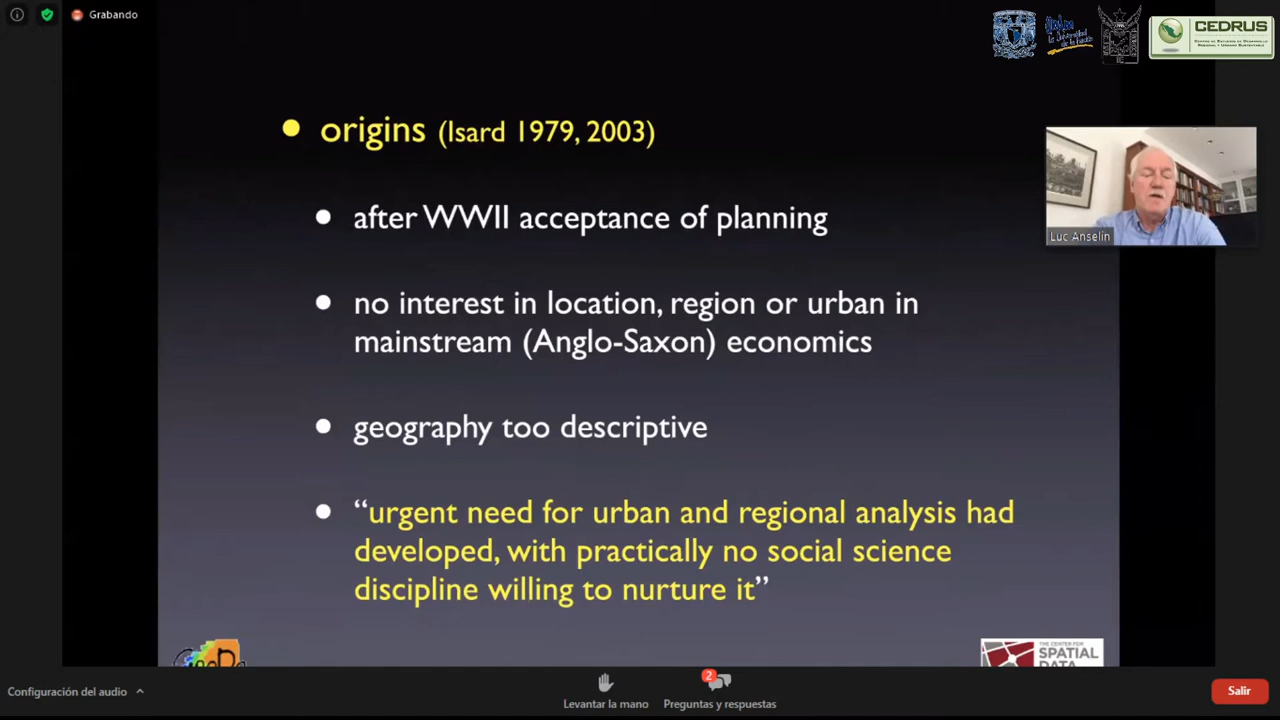 Grabando
CEDRUS
origins (Isard 1979, 2003)
Luc Anselin
after WWII acceptance of planning
no interest in location, region or urban in
mainstream (Anglo-Saxon) economics
geography too descriptive
“urgent need for urban and regional analysis had
developed, with practically no social science
discipline willing to nurture it”
THE CENTER FOR
SPATIAL
DATA
Configuración del audio
Levantar la mano
2
Preguntas y respuestas
Salir